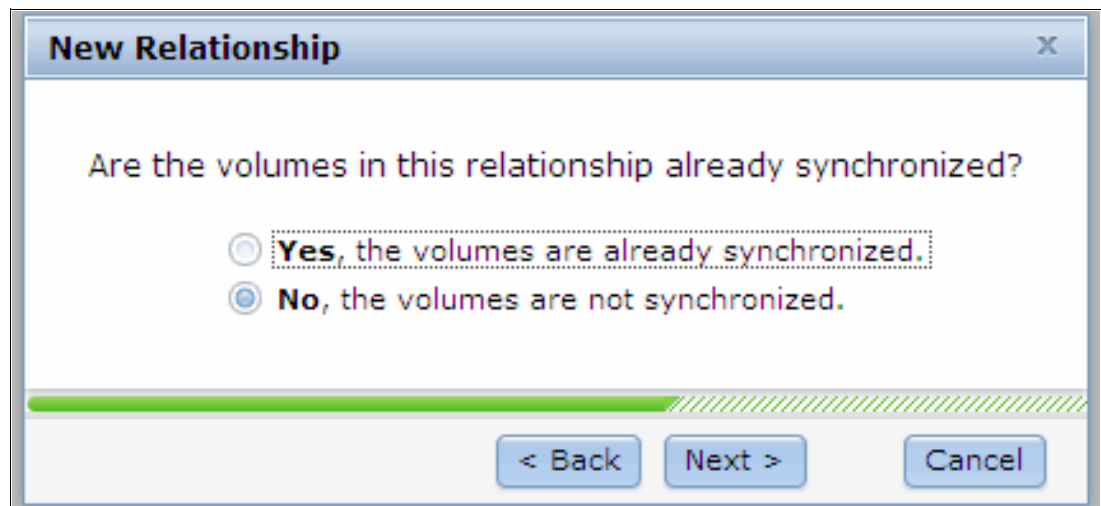 New Relationship
x
Are the volumes in this relationship already synchronized?
Yes, the volumes are already synchronized.
No, the volumes are not synchronized.
< Back Next > Cancel